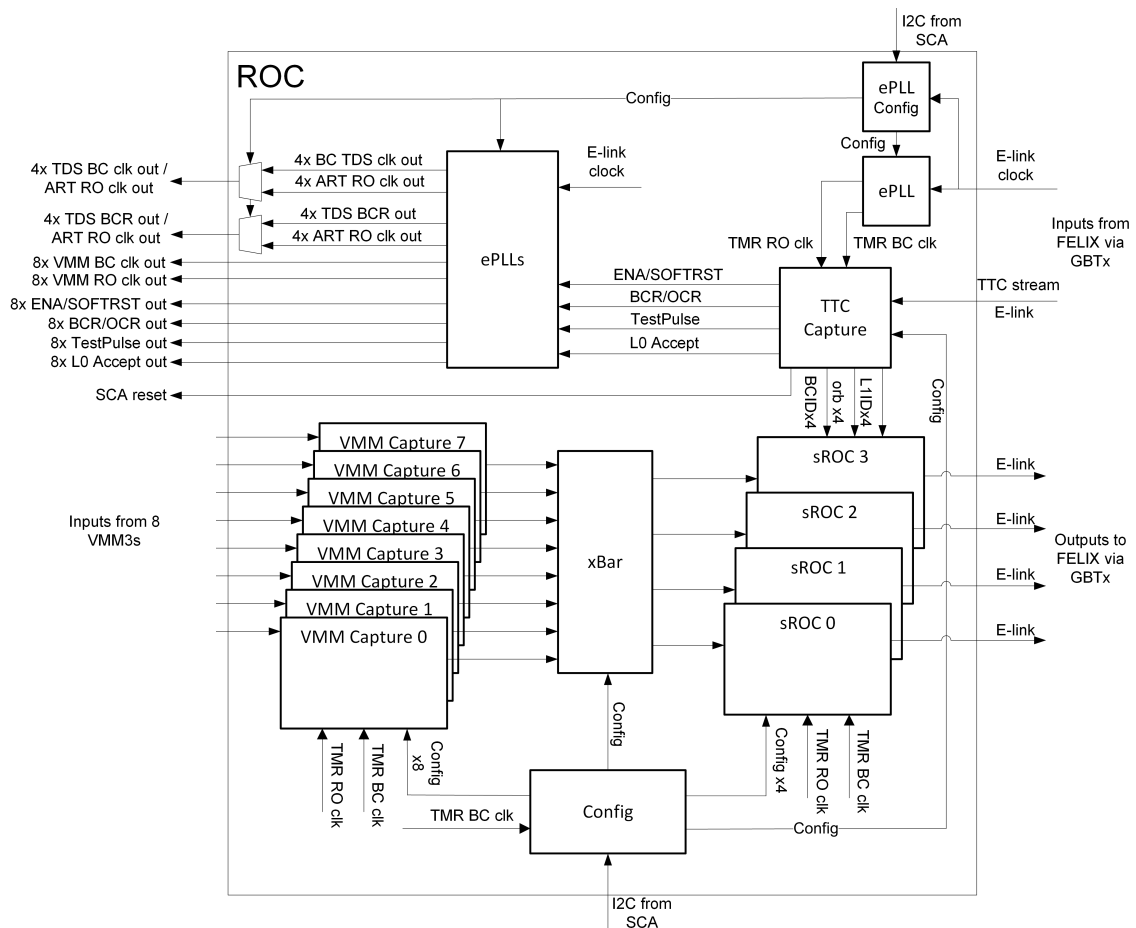 I2C from
SCA
ROC
ePLL
Config
Config
Config
4x TDS BC clk out /
ART RO clk out
4x BC TDS clk out
4x ART RO clk out
E-link
clock
ePLL
E-link
clock
4x TDS BCR out /
ART RO clk out
4x TDS BCR out
4x ART RO clk out
ePLLs
TMR RO clk
TMR BC clk
Inputs from
FELIX via
GBTx
8x VMM BC clk out
8x VMM RO clk out
8x ENA/SOFTRST out
8x BCR/OCR out
8x TestPulse out
8x L0 Accept out
SCA reset
ENA/SOFTRST
BCR/OCR
TestPulse
L0 Accept
TTC
Capture
TTC stream
E-link
BCIDx4
orb x4
L1IDx4
Config
VMM Capture 7
VMM Capture 6
VMM Capture 5
VMM Capture 4
VMM Capture 3
VMM Capture 2
VMM Capture 1
VMM Capture 0
Inputs from 8
VMM3s
xBar
sROC 3
sROC 2
sROC 1
sROC 0
E-link
E-link
E-link
E-link
Outputs to
FELIX via
GBTx
TMR RO clk
TMR BC clk
Config
x8
Config
Config x4
TMR RO clk
TMR BC clk
TMR BC clk
Config
Config
I2C from
SCA